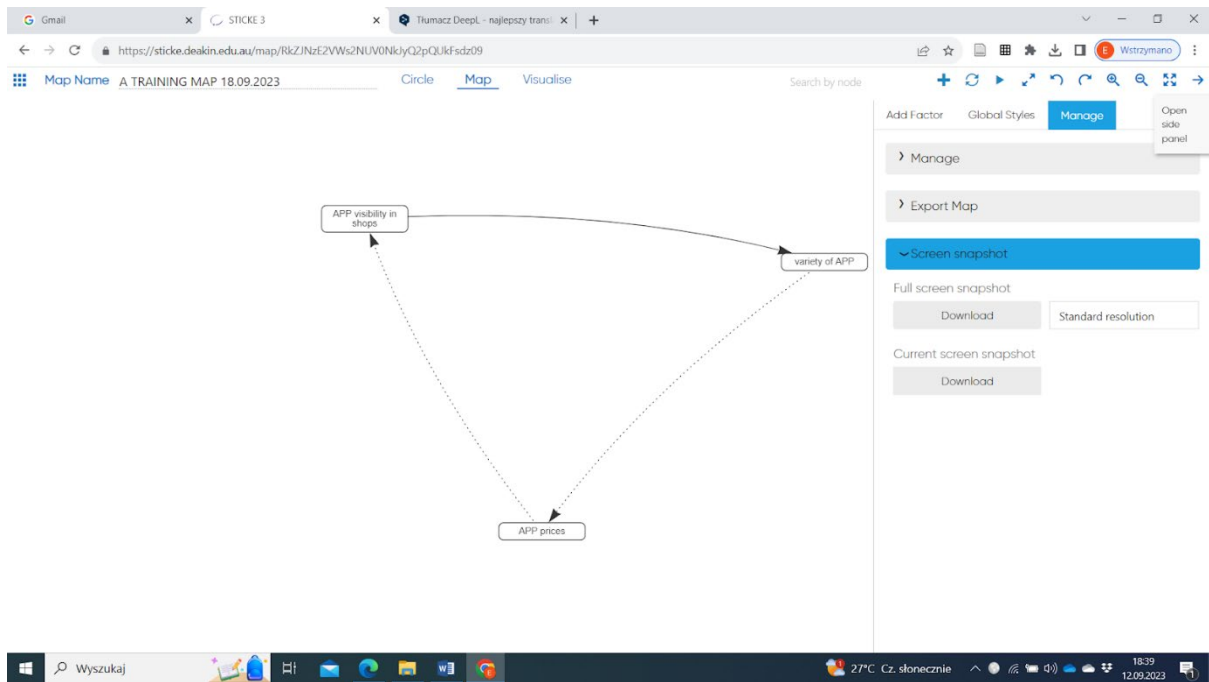 Gmail
STICKE 3
Tłumacz DeepL - najlepszy transl
https://sticke.deakin.edu.au/map/RkZJNzE2VWs2NUV0NkJyQ2pQUkFsdz09
E Wstrzymano
Map Name A TRAINING MAP 18.09.2023
Circle Map Visualise
Search by node
Add Factor Global Styles Manage
Open
side
panel
Manage
Export Map
Screen snapshot
Full screen snapshot
Download Standard resolution
Current screen snapshot
Download
APP visibility in
shops
variety of APP
APP prices
Wyszukaj
27°C Cz. słonecznie
18:39
12.09.2023